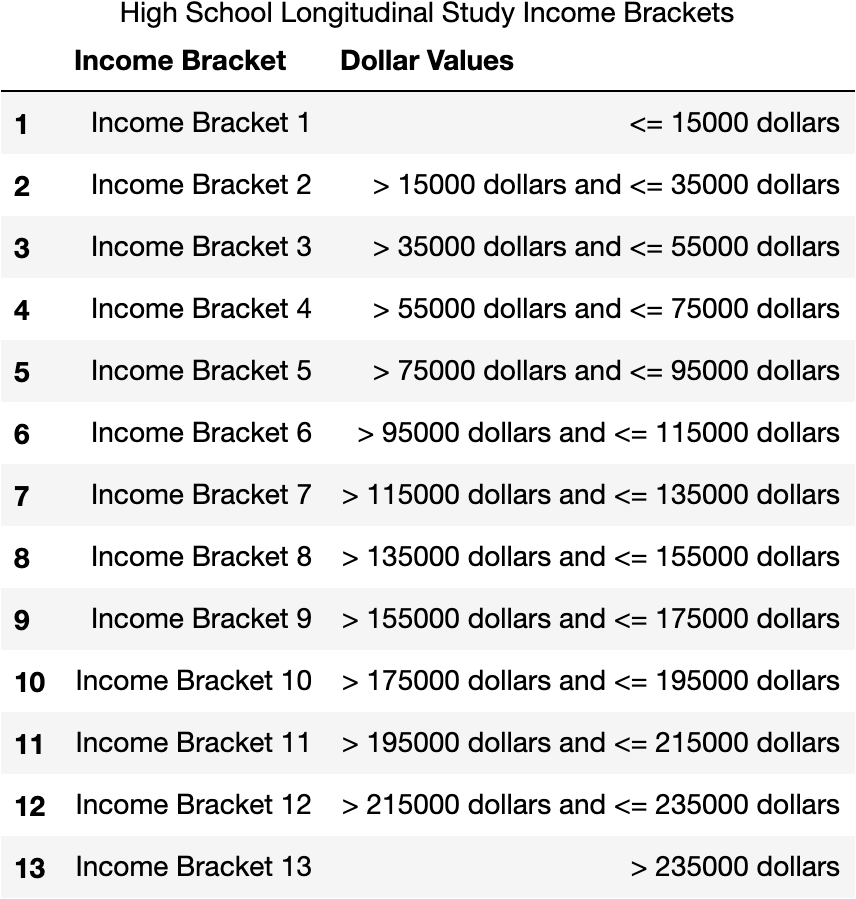 High School Longitudinal Study Income Brackets
Income Bracket Dollar Values
1 Income Bracket 1 <= 15000 dollars
2 Income Bracket 2 > 15000 dollars and <= 35000 dollars
3 Income Bracket 3 > 35000 dollars and <= 55000 dollars
4 Income Bracket 4 > 55000 dollars and <= 75000 dollars
5 Income Bracket 5 > 75000 dollars and <= 95000 dollars
6 Income Bracket 6 > 95000 dollars and <= 115000 dollars
7 Income Bracket 7 > 115000 dollars and <= 135000 dollars
8 Income Bracket 8 > 135000 dollars and <= 155000 dollars
9 Income Bracket 9 > 155000 dollars and <= 175000 dollars
10 Income Bracket 10 > 175000 dollars and <= 195000 dollars
11 Income Bracket 11 > 195000 dollars and <= 215000 dollars
12 Income Bracket 12 > 215000 dollars and <= 235000 dollars
13 Income Bracket 13 > 235000 dollars